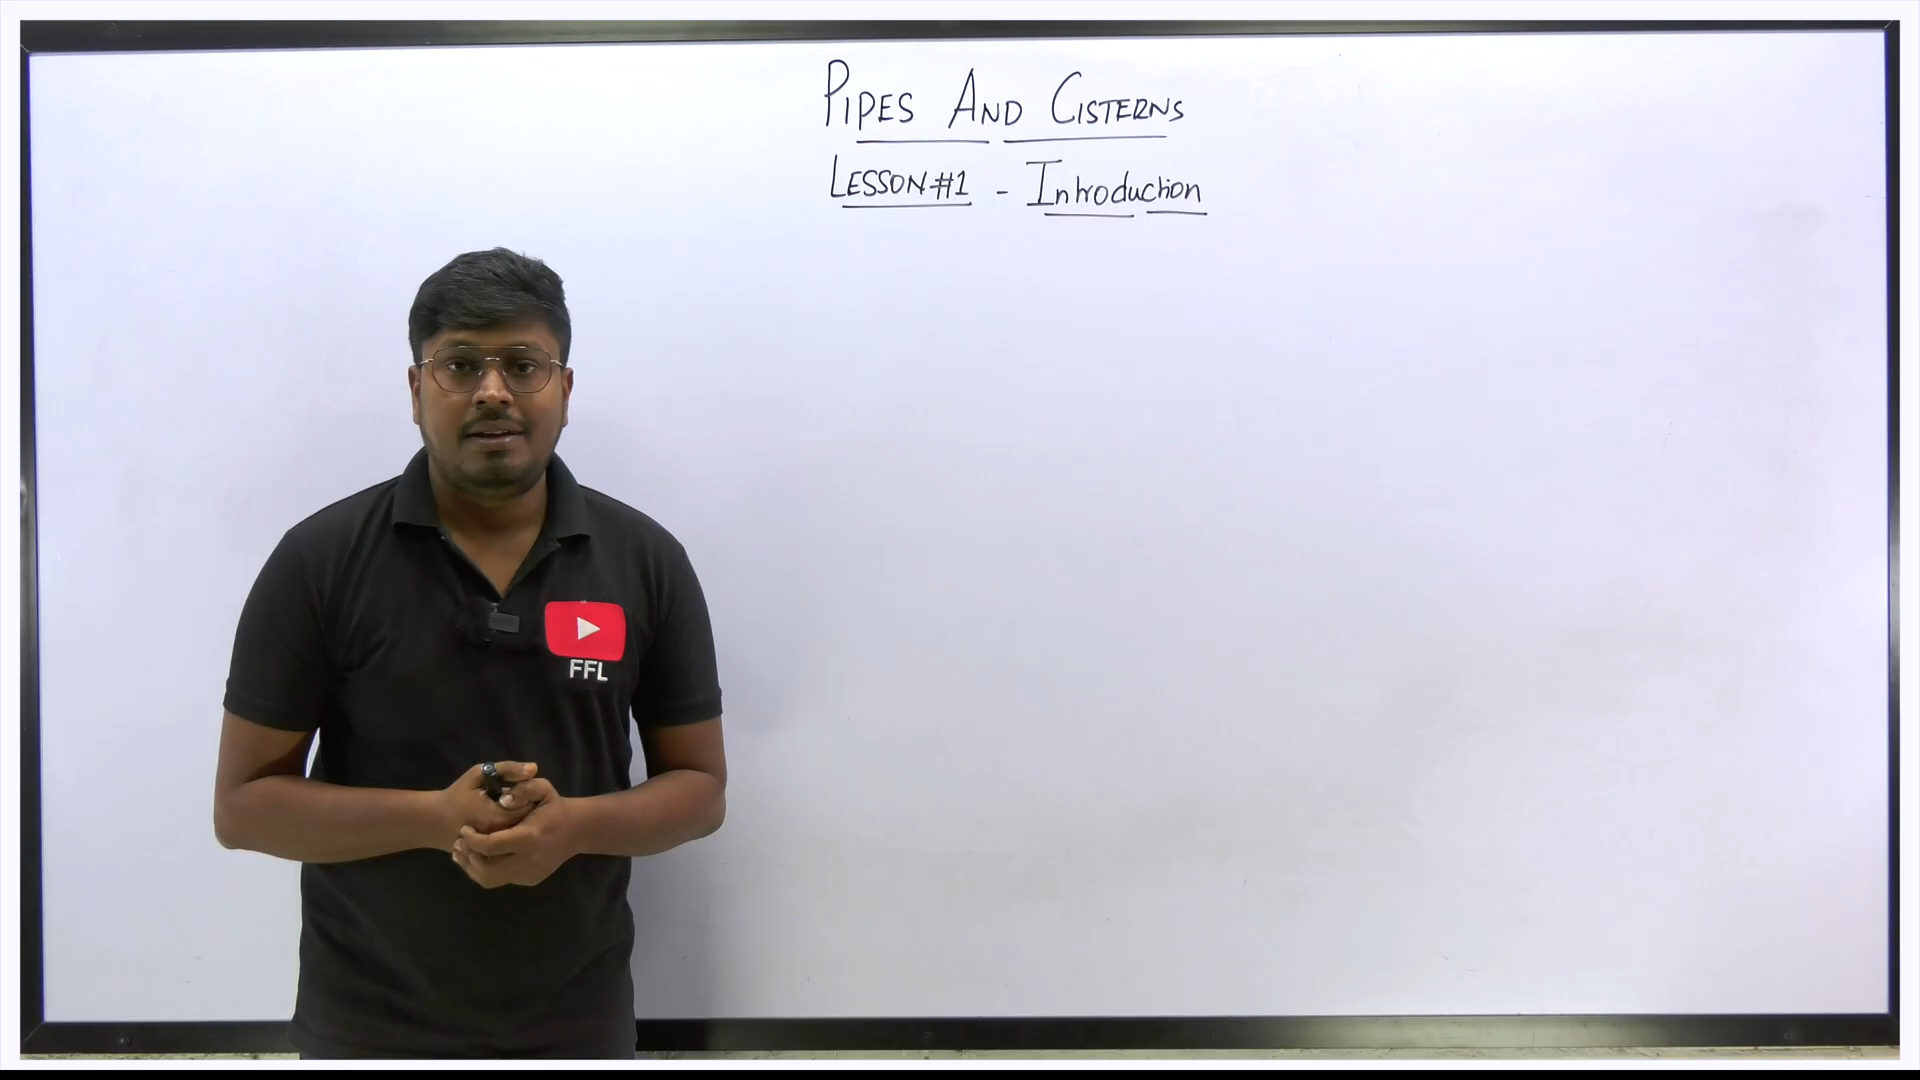 PIPES AND CISTERNS
LESSON#1 - Introduction
FFL